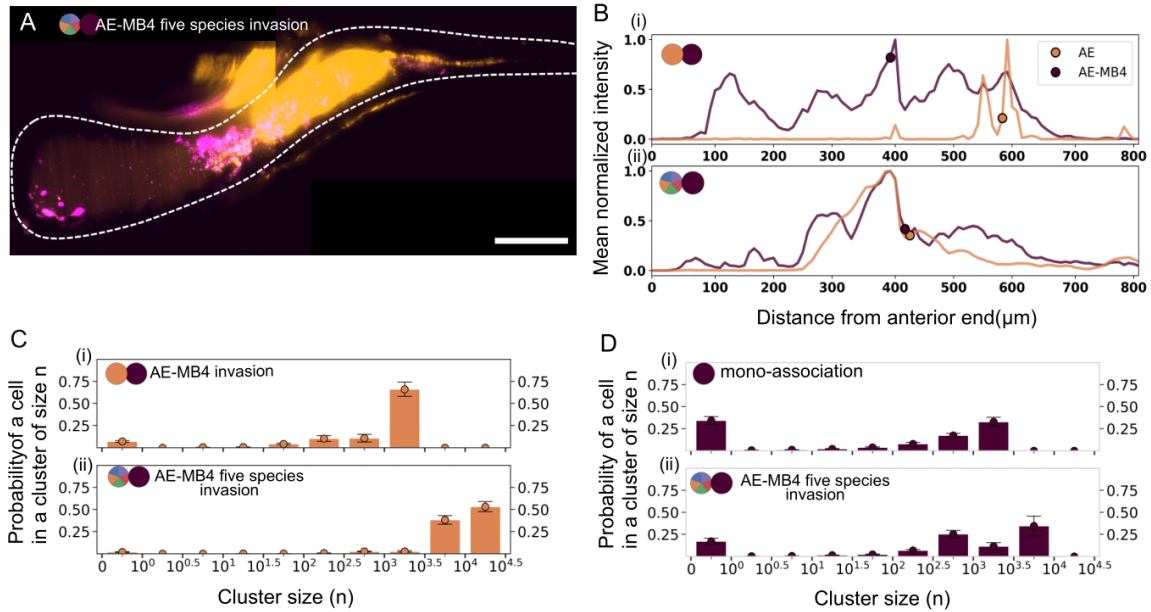 A
AE-MB4 five species invasion
B
(i)
1.0
0.5
0.0
AE
AE-MB4
0 100 200 300 400 500 600 700 800
(ii)
1.0
0.5
0.0
0 100 200 300 400 500 600 700 800
Mean normalized intensity
Distance from anterior end(μm)
C
(i)
AE-MB4 invasion
0.75
0.50
0.25
0.75
0.50
0.25
(ii)
AE-MB4 five species
invasion
0.75
0.50
0.25
0.75
0.50
0.25
0 10^0 10^0.5 10^1 10^1.5 10^2 10^2.5 10^3 10^3.5 10^4 10^4.5
Probabilityof a cell
in a cluster of size n
Cluster size (n)
D
(i)
mono-association
0.75
0.50
0.25
0.75
0.50
0.25
(ii)
AE-MB4 five species
invasion
0.75
0.50
0.25
0.75
0.50
0.25
0 10^0 10^0.5 10^1 10^1.5 10^2 10^2.5 10^3 10^3.5 10^4 10^4.5
Probability of a cell
in a cluster of size n
Cluster size (n)